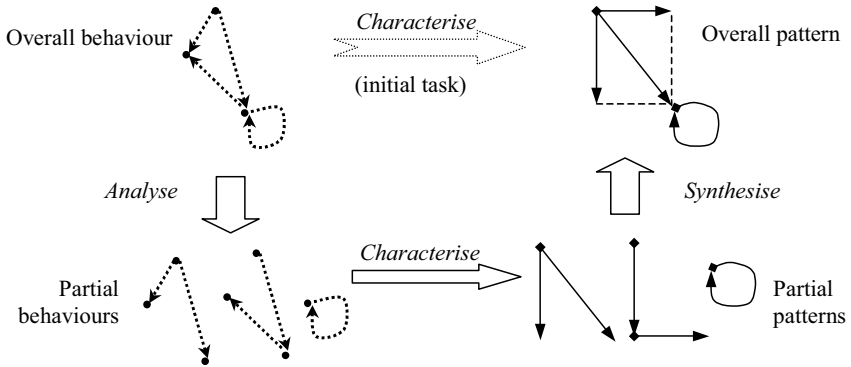 Characterise
Overall behaviour
Overall pattern
(initial task)
Analyse
Synthesise
Characterise
Partial
behaviours
Partial
patterns